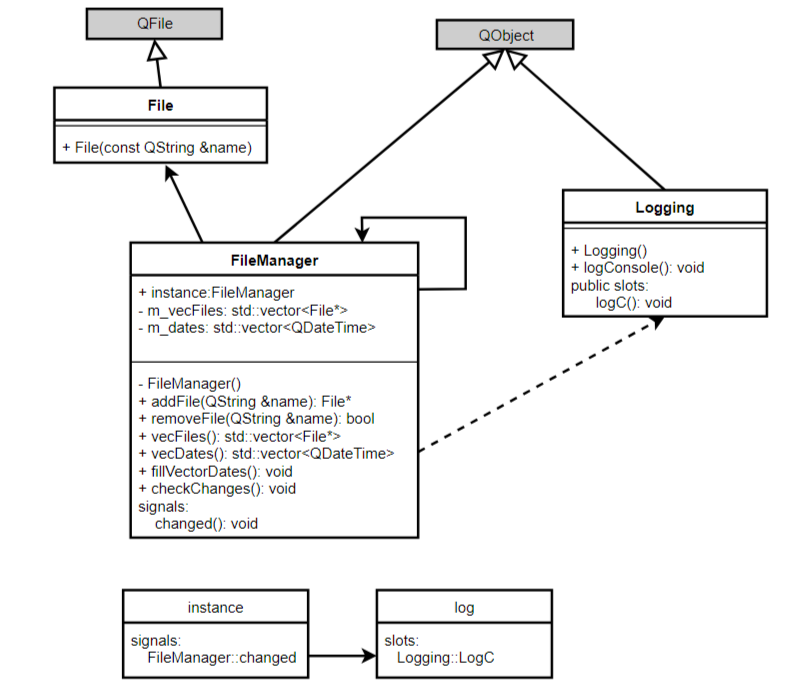 QFile
QObject
File
+ File(const QString &name)
Logging
+ Logging()
+ logConsole(): void
public slots:
logC(): void
FileManager
+ instance:FileManager
- m_vecFiles: std::vector<File*>
- m_dates: std::vector<QDateTime>
- FileManager()
+ addFile(QString &name): File*
+ removeFile(QString &name): bool
+ vecFiles(): std::vector<File*>
+ vecDates(): std::vector<QDateTime>
+ fillVectorDates(): void
+ checkChanges(): void
signals:
changed(): void
instance
signals:
FileManager::changed
log
slots:
Logging::LogC